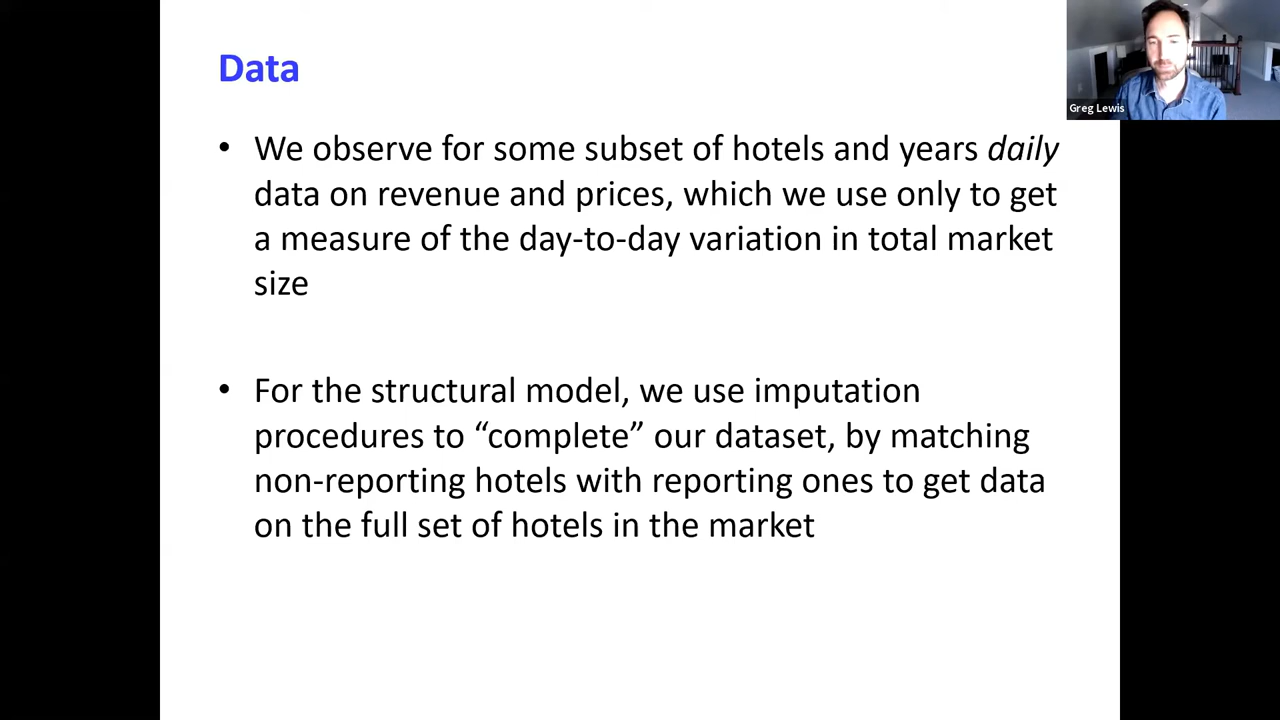 Data
Greg Lewis
• We observe for some subset of hotels and years daily
data on revenue and prices, which we use only to get
a measure of the day-to-day variation in total market
size
• For the structural model, we use imputation
procedures to “complete” our dataset, by matching
non-reporting hotels with reporting ones to get data
on the full set of hotels in the market